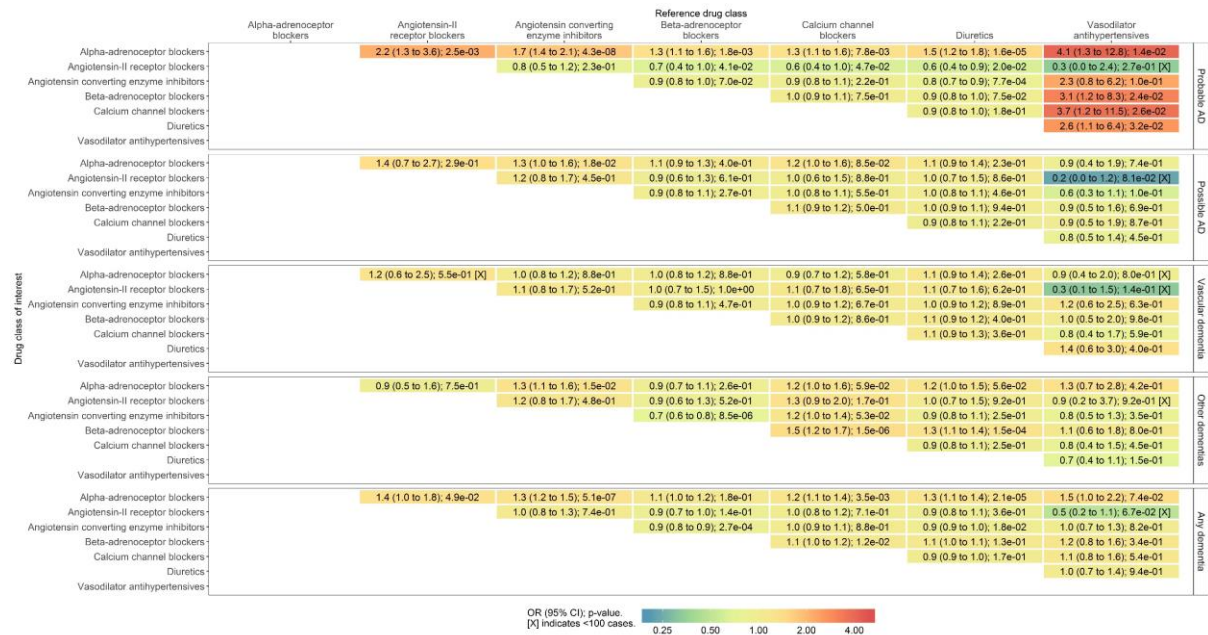 Reference drug class
Alpha-adrenoceptor blockers
Angiotensin-II receptor blockers
Angiotensin converting enzyme inhibitors
Beta-adrenoceptor blockers
Calcium channel blockers
Diuretics
Vasodilator antihypertensives
Drug class of interest
Probable AD
Alpha-adrenoceptor blockers 2.2 (1.3 to 3.6); 2.5e-03 1.7 (1.4 to 2.1); 4.3e-08 1.3 (1.1 to 1.6); 1.8e-03 1.3 (1.1 to 1.6); 7.8e-03 1.5 (1.2 to 1.8); 1.6e-05 4.1 (1.3 to 12.8); 1.4e-02
Angiotensin-II receptor blockers 0.8 (0.5 to 1.2); 2.3e-01 0.7 (0.4 to 1.0); 4.1e-02 0.6 (0.4 to 1.0); 4.7e-02 0.6 (0.4 to 0.9); 2.0e-02 0.3 (0.0 to 2.4); 2.7e-01 [X]
Angiotensin converting enzyme inhibitors 0.9 (0.8 to 1.0); 7.0e-02 0.9 (0.8 to 1.1); 2.2e-01 0.8 (0.7 to 0.9); 7.7e-04 2.3 (0.8 to 6.2); 1.0e-01
Beta-adrenoceptor blockers 1.0 (0.9 to 1.1); 7.5e-01 0.9 (0.8 to 1.0); 7.5e-02 3.1 (1.2 to 8.3); 2.4e-02
Calcium channel blockers 0.9 (0.8 to 1.0); 1.8e-01 3.7 (1.2 to 11.5); 2.6e-02
Diuretics 2.6 (1.1 to 6.4); 3.2e-02
Vasodilator antihypertensives
Possible AD
Alpha-adrenoceptor blockers 1.4 (0.7 to 2.7); 2.9e-01 1.3 (1.0 to 1.6); 1.8e-02 1.1 (0.9 to 1.3); 4.0e-01 1.2 (1.0 to 1.6); 8.5e-02 1.1 (0.9 to 1.4); 2.3e-01 0.9 (0.4 to 1.9); 7.4e-01
Angiotensin-II receptor blockers 1.2 (0.8 to 1.7); 4.5e-01 0.9 (0.6 to 1.3); 6.1e-01 1.0 (0.6 to 1.5); 8.8e-01 1.0 (0.7 to 1.5); 8.6e-01 0.2 (0.0 to 1.2); 8.1e-02 [X]
Angiotensin converting enzyme inhibitors 0.9 (0.8 to 1.1); 2.7e-01 1.0 (0.8 to 1.1); 5.5e-01 1.0 (0.8 to 1.1); 4.6e-01 0.6 (0.3 to 1.1); 1.0e-01
Beta-adrenoceptor blockers 1.1 (0.9 to 1.2); 5.0e-01 1.0 (0.9 to 1.1); 9.4e-01 0.9 (0.5 to 1.6); 6.9e-01
Calcium channel blockers 0.9 (0.8 to 1.1); 2.2e-01 0.9 (0.5 to 1.9); 8.7e-01
Diuretics 0.8 (0.5 to 1.4); 4.5e-01
Vasodilator antihypertensives
Vascular dementia
Alpha-adrenoceptor blockers 1.2 (0.6 to 2.5); 5.5e-01 [X] 1.0 (0.8 to 1.2); 8.8e-01 1.0 (0.8 to 1.2); 8.8e-01 0.9 (0.7 to 1.2); 5.8e-01 1.1 (0.9 to 1.4); 2.6e-01 0.9 (0.4 to 2.0); 8.0e-01 [X]
Angiotensin-II receptor blockers 1.1 (0.8 to 1.7); 5.2e-01 1.0 (0.7 to 1.5); 1.0e+00 1.1 (0.7 to 1.8); 6.5e-01 1.1 (0.7 to 1.6); 6.2e-01 0.3 (0.1 to 1.5); 1.4e-01 [X]
Angiotensin converting enzyme inhibitors 0.9 (0.8 to 1.1); 4.7e-01 1.0 (0.9 to 1.2); 6.7e-01 1.0 (0.9 to 1.2); 8.9e-01 1.2 (0.6 to 2.5); 6.3e-01
Beta-adrenoceptor blockers 1.0 (0.9 to 1.2); 8.6e-01 1.1 (0.9 to 1.2); 4.0e-01 1.0 (0.5 to 2.0); 9.8e-01
Calcium channel blockers 1.1 (0.9 to 1.3); 3.6e-01 0.8 (0.4 to 1.7); 5.9e-01
Diuretics 1.4 (0.6 to 3.0); 4.0e-01
Vasodilator antihypertensives
Other dementias
Alpha-adrenoceptor blockers 0.9 (0.5 to 1.6); 7.5e-01 1.3 (1.1 to 1.6); 1.5e-02 0.9 (0.7 to 1.1); 2.6e-01 1.2 (1.0 to 1.6); 5.9e-02 1.2 (1.0 to 1.5); 5.6e-02 1.3 (0.7 to 2.8); 4.2e-01
Angiotensin-II receptor blockers 1.2 (0.8 to 1.7); 4.8e-01 0.9 (0.6 to 1.3); 5.2e-01 1.3 (0.9 to 2.0); 1.7e-01 1.0 (0.7 to 1.5); 9.2e-01 0.9 (0.2 to 3.7); 9.2e-01 [X]
Angiotensin converting enzyme inhibitors 0.7 (0.6 to 0.8); 8.5e-06 1.2 (1.0 to 1.4); 5.3e-02 0.9 (0.8 to 1.1); 2.5e-01 0.8 (0.5 to 1.3); 3.5e-01
Beta-adrenoceptor blockers 1.5 (1.2 to 1.7); 1.5e-06 1.3 (1.1 to 1.4); 1.5e-04 1.1 (0.6 to 1.8); 8.0e-01
Calcium channel blockers 0.9 (0.8 to 1.1); 2.5e-01 0.8 (0.4 to 1.5); 4.5e-01
Diuretics 0.7 (0.4 to 1.1); 1.5e-01
Vasodilator antihypertensives
Any dementia
Alpha-adrenoceptor blockers 1.4 (1.0 to 1.8); 4.9e-02 1.3 (1.2 to 1.5); 5.1e-07 1.1 (1.0 to 1.2); 1.8e-01 1.2 (1.1 to 1.4); 3.5e-03 1.3 (1.1 to 1.4); 2.1e-05 1.5 (1.0 to 2.2); 7.4e-02
Angiotensin-II receptor blockers 1.0 (0.8 to 1.3); 7.4e-01 0.9 (0.7 to 1.0); 1.4e-01 1.0 (0.8 to 1.2); 7.1e-01 0.9 (0.8 to 1.1); 3.6e-01 0.5 (0.2 to 1.1); 6.7e-02 [X]
Angiotensin converting enzyme inhibitors 0.9 (0.8 to 0.9); 2.7e-04 1.0 (0.9 to 1.1); 8.8e-01 0.9 (0.9 to 1.0); 1.8e-02 1.0 (0.7 to 1.3); 8.2e-01
Beta-adrenoceptor blockers 1.1 (1.0 to 1.2); 1.2e-02 1.1 (1.0 to 1.1); 1.3e-01 1.2 (0.8 to 1.6); 3.4e-01
Calcium channel blockers 0.9 (0.9 to 1.0); 1.7e-01 1.1 (0.8 to 1.6); 5.4e-01
Diuretics 1.0 (0.7 to 1.4); 9.4e-01
Vasodilator antihypertensives
OR (95% CI); p-value.
[X] indicates <100 cases.
0.25 0.50 1.00 2.00 4.00